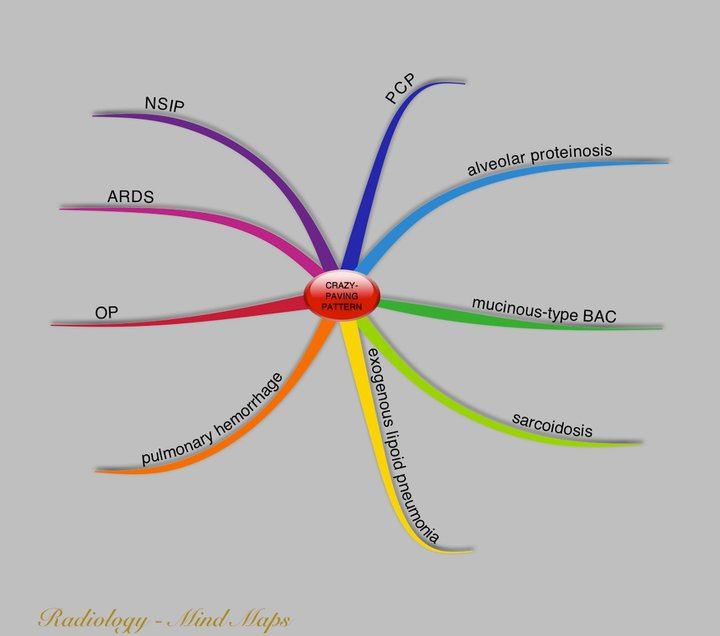 CRAZY-
PAVING
PATTERN
PCP
alveolar proteinosis
mucinous-type BAC
sarcoidosis
exogenous lipoid pneumonia
pulmonary hemorrhage
OP
ARDS
NSIP
Radiology - Mind Maps